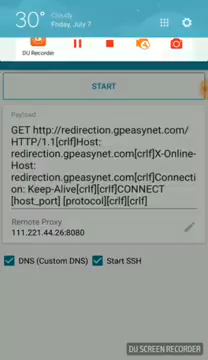 30° Cloudy
Friday, July 7
DU Recorder
START
Payload
GET http://redirection.gpeasynet.com/
HTTP/1.1[crlf]Host:
redirection.gpeasynet.com[crlf]X-Online-
Host:
redirection.gpeasynet.com[crlf]Connecti
on: Keep-Alive[crlf][crlf]CONNECT
[host_port] [protocol][crlf][crlf]
Remote Proxy
111.221.44.26:8080
DNS (Custom DNS) Start SSH
DU SCREEN RECORDER